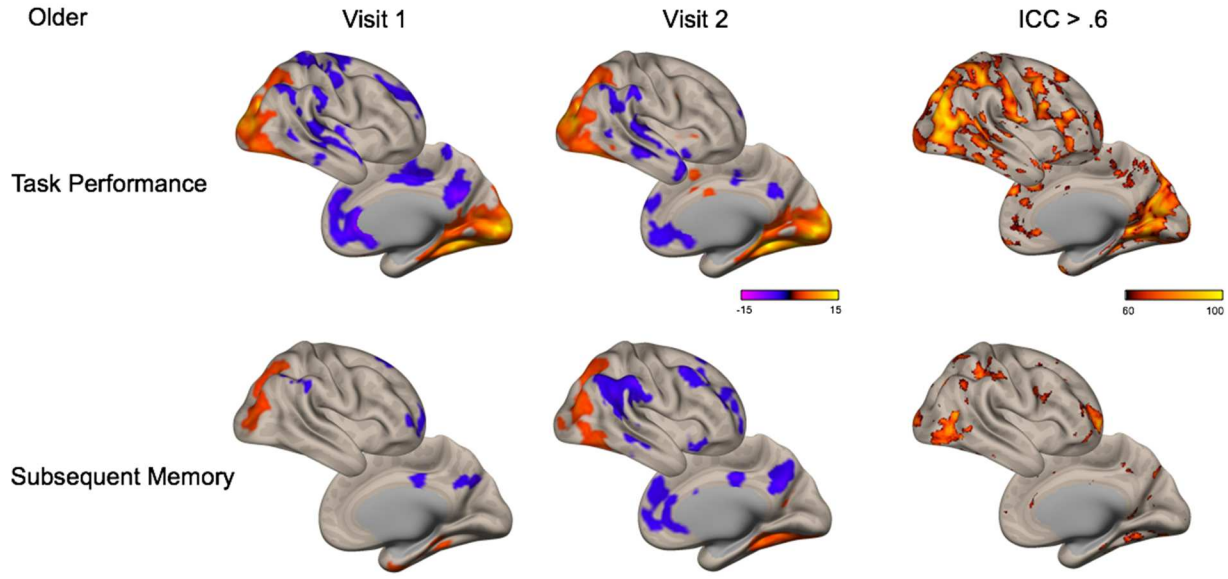 Older
Visit 1
Visit 2
ICC > .6
Task Performance
-15
15
60
100
Subsequent Memory